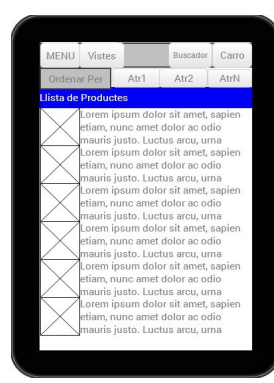 MENU Vistes Buscador Carro
Ordenar Per Atr1 Atr2 AtrN
Llista de Productes
Lorem ipsum dolor sit amet, sapien
etiam, nunc amet dolor ac odio
mauris justo. Luctus arcu, urna
Lorem ipsum dolor sit amet, sapien
etiam, nunc amet dolor ac odio
mauris justo. Luctus arcu, urna
Lorem ipsum dolor sit amet, sapien
etiam, nunc amet dolor ac odio
mauris justo. Luctus arcu, urna
Lorem ipsum dolor sit amet, sapien
etiam, nunc amet dolor ac odio
mauris justo. Luctus arcu, urna
Lorem ipsum dolor sit amet, sapien
etiam, nunc amet dolor ac odio
mauris justo. Luctus arcu, urna
Lorem ipsum dolor sit amet, sapien
etiam, nunc amet dolor ac odio
mauris justo. Luctus arcu, urna